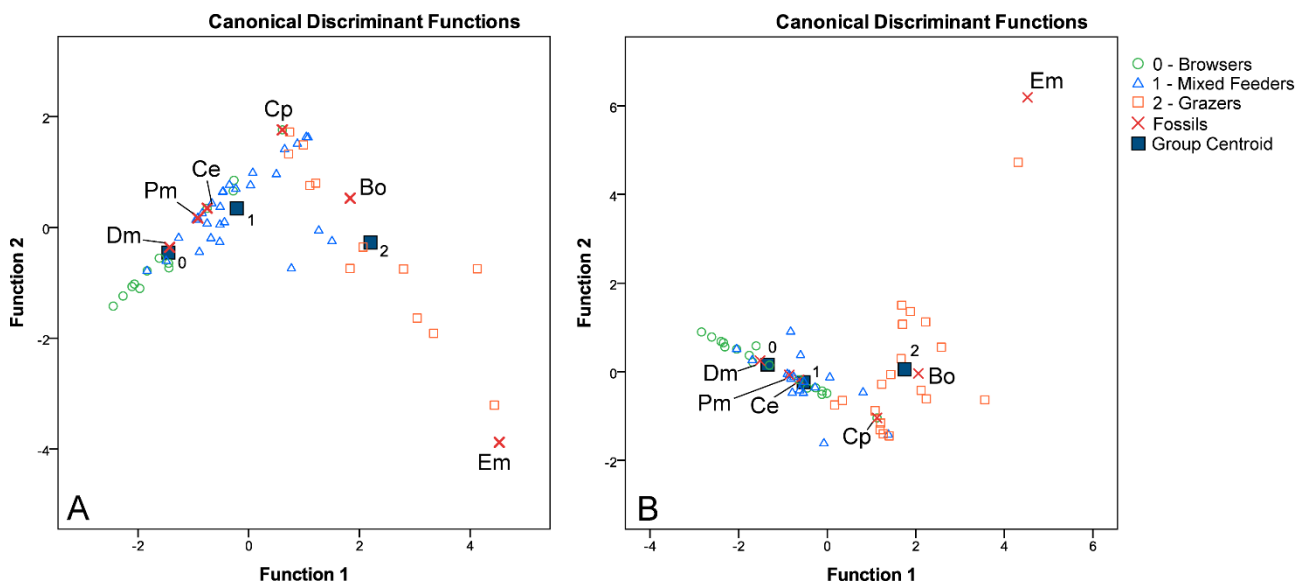 Canonical Discriminant Functions
2
0
-2
-4
-2
0
2
4
Function 2
Function 1
Cp
Ce
Pm
Dm
Bo
Em
0
1
2
A
Canonical Discriminant Functions
6
4
2
0
-2
-4
-2
0
2
4
6
Function 2
Function 1
Em
Dm
Pm
Ce
Cp
Bo
0
1
2
B
0 - Browsers
1 - Mixed Feeders
2 - Grazers
Fossils
Group Centroid